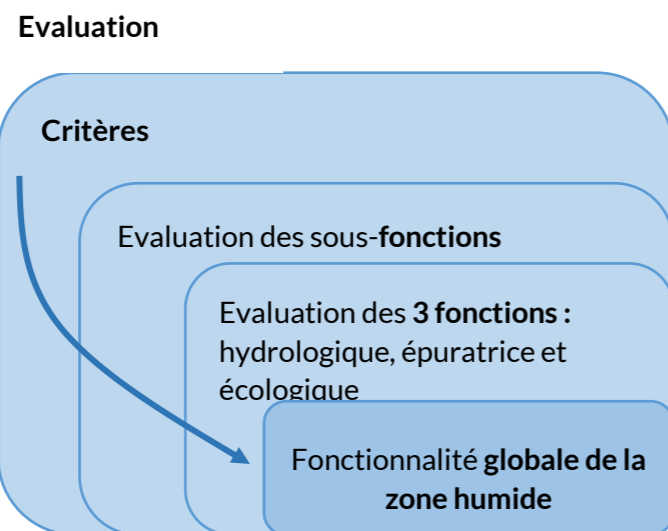 Evaluation
Critères
Evaluation des sous-fonctions
Evaluation des 3 fonctions :
hydrologique, épuratrice et
écologique
Fonctionnalité globale de la
zone humide